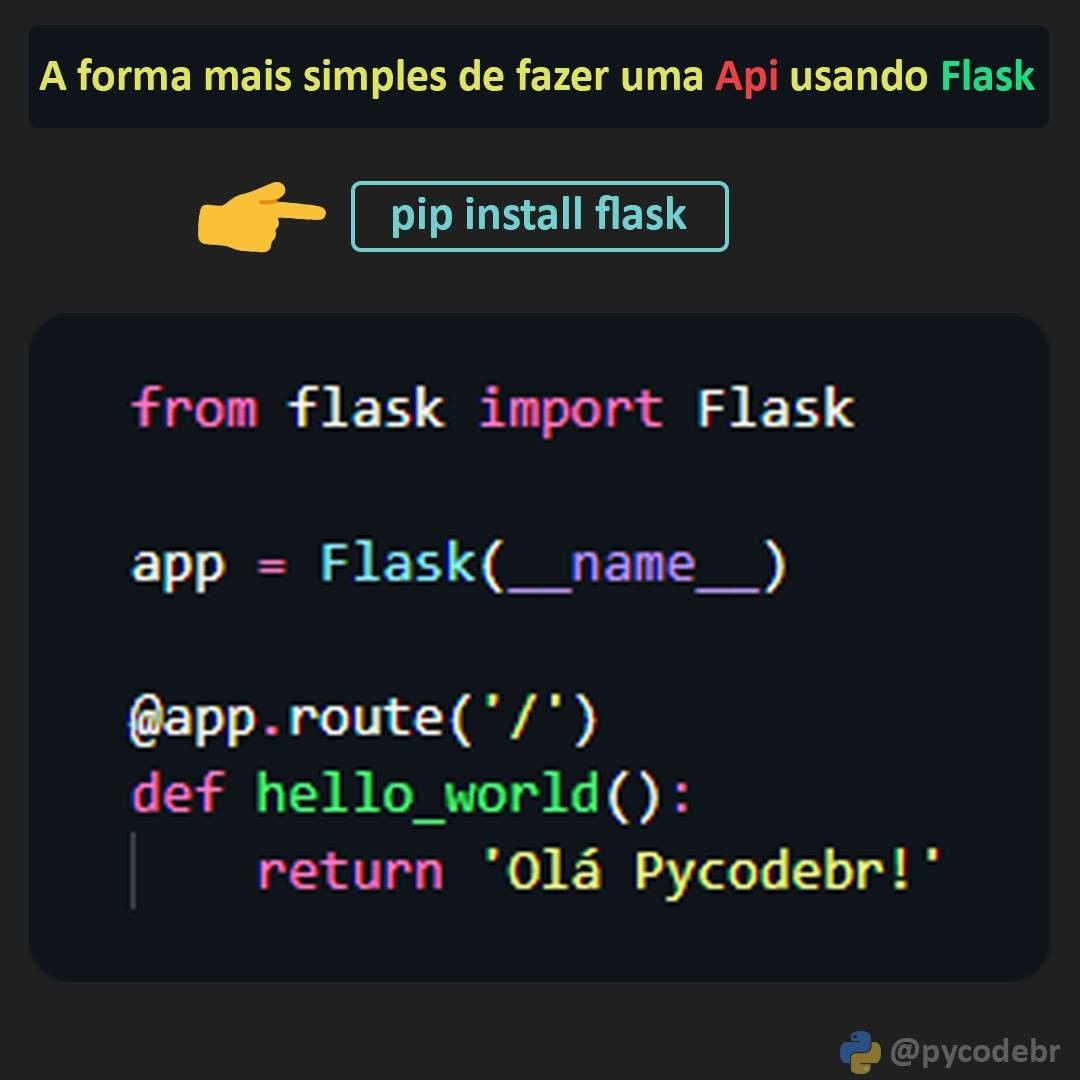 A forma mais simples de fazer uma Api usando Flask
pip install flask
from flask import Flask
app = Flask(__name__)
@app.route('/')
def hello_world():
return 'Olá Pycodebr!'
@pycodebr